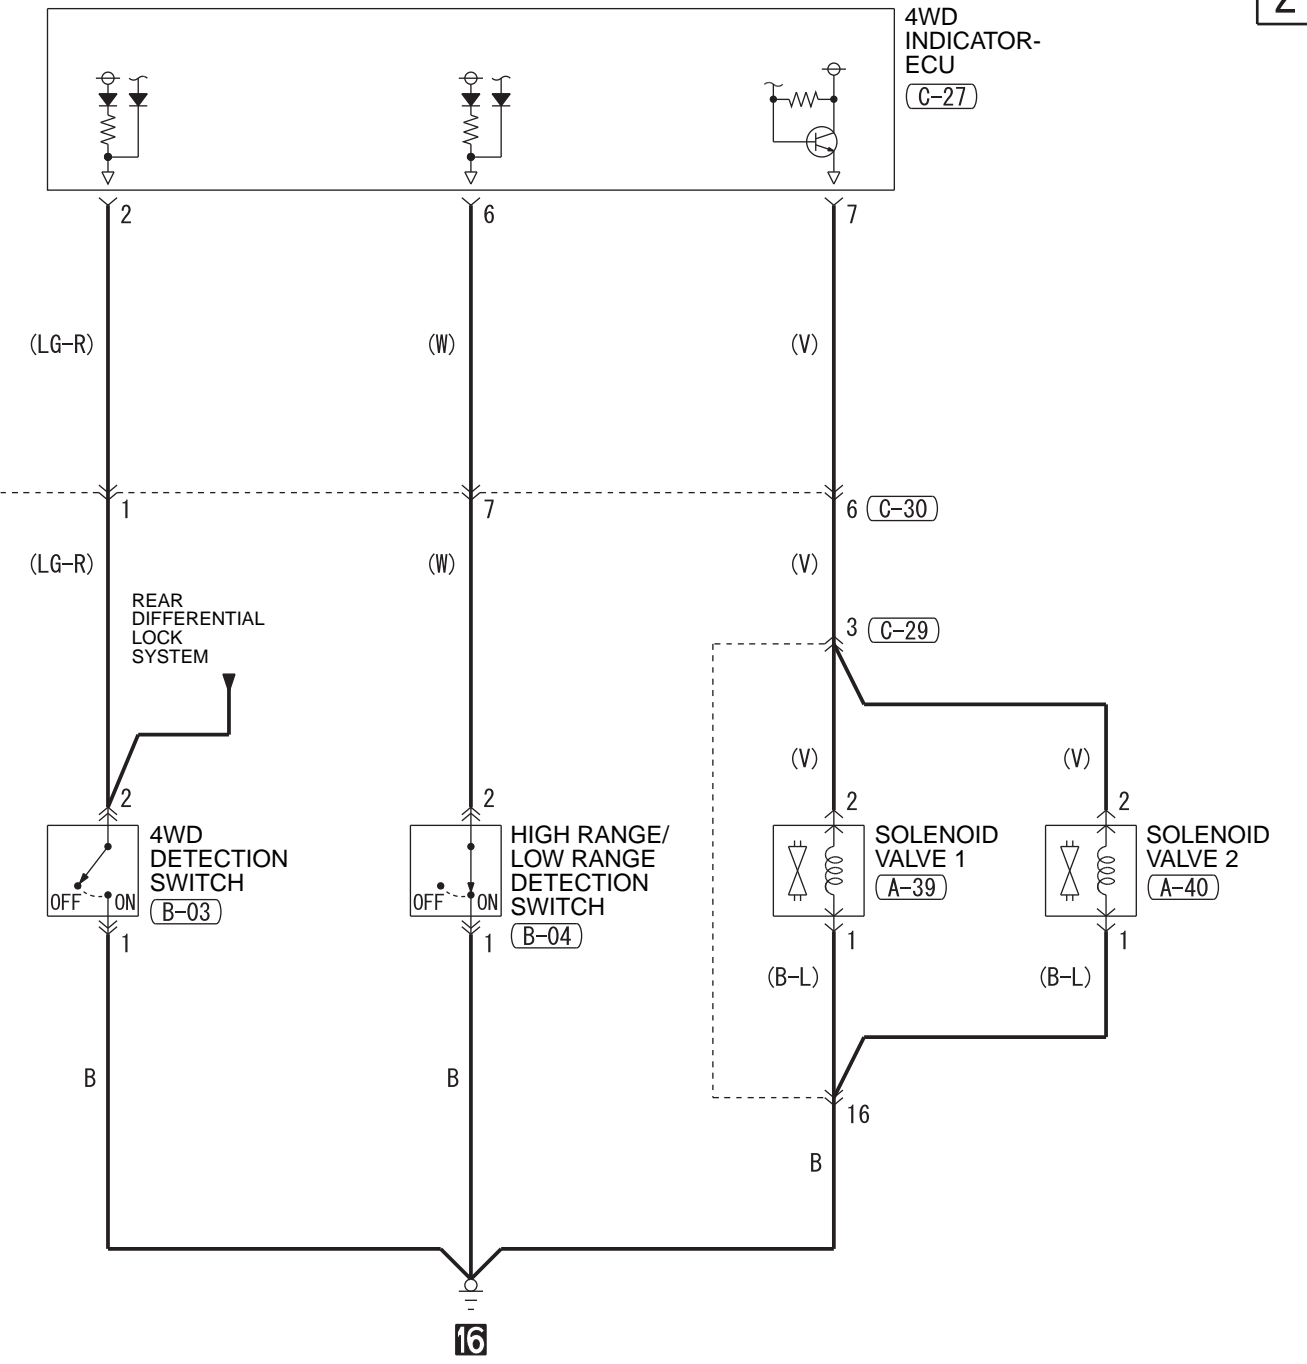 4WD
INDICATOR-
ECU
C-27
2
6
7
(LG-R)
(W)
(V)
1
7
6
C-30
(LG-R)
(W)
(V)
REAR
DIFFERENTIAL
LOCK
SYSTEM
3
C-29
(V)
(V)
2
2
2
2
4WD
DETECTION
SWITCH
B-03
OFF
ON
HIGH RANGE/
LOW RANGE
DETECTION
SWITCH
B-04
OFF
ON
SOLENOID
VALVE 1
A-39
SOLENOID
VALVE 2
A-40
1
1
1
1
(B-L)
(B-L)
B
B
16
B
16